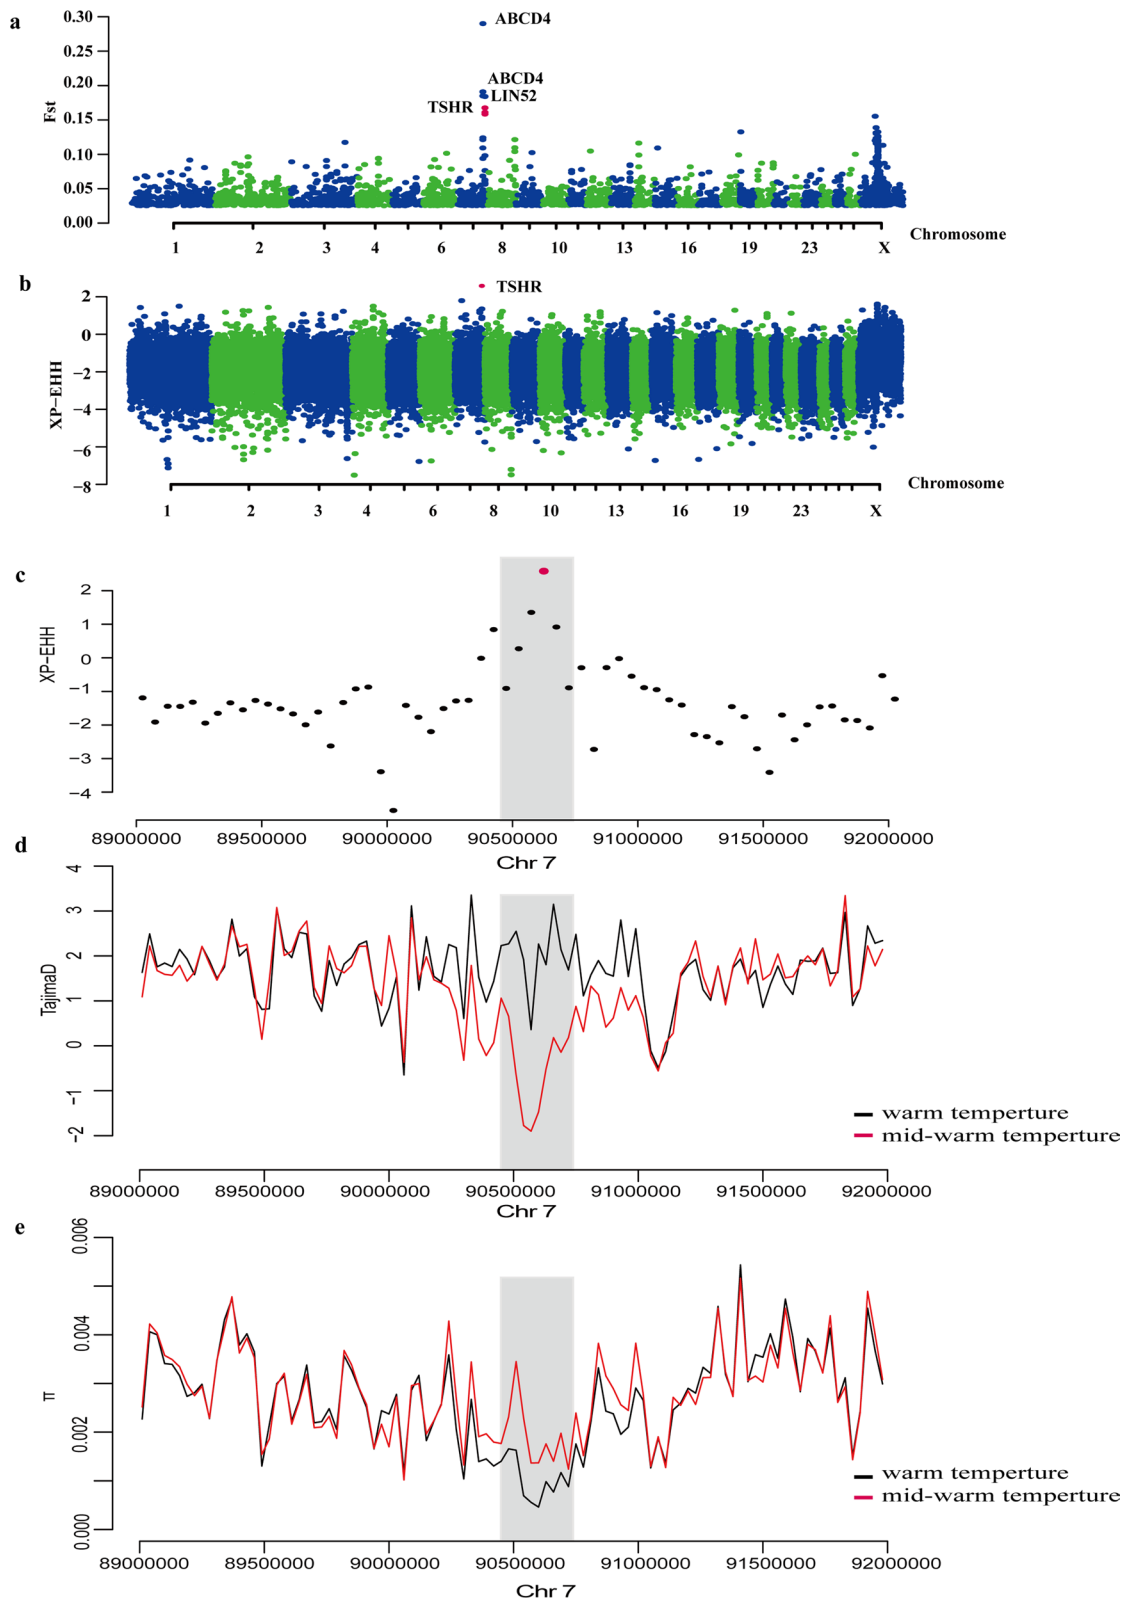 a
0.30
0.25
0.20
0.15
0.10
0.05
0.00
Fst
ABCD4
ABCD4
LIN52
TSHR
1 2 3 4 6 8 10 13 16 19 23 X
Chromosome
b
2
0
−2
−4
−6
−8
XP−EHH
TSHR
1 2 3 4 6 8 10 13 16 19 23 X
Chromosome
c
2
1
0
−1
−2
−3
−4
XP−EHH
89000000 89500000 90000000 90500000 91000000 91500000 92000000
Chr 7
d
4
3
2
1
0
-1
-2
TajimaD
warm temperture
mid-warm temperture
89000000 89500000 90000000 90500000 91000000 91500000 92000000
Chr 7
e
0.006
0.004
0.002
0.000
π
warm temperture
mid-warm temperture
89000000 89500000 90000000 90500000 91000000 91500000 92000000
Chr 7